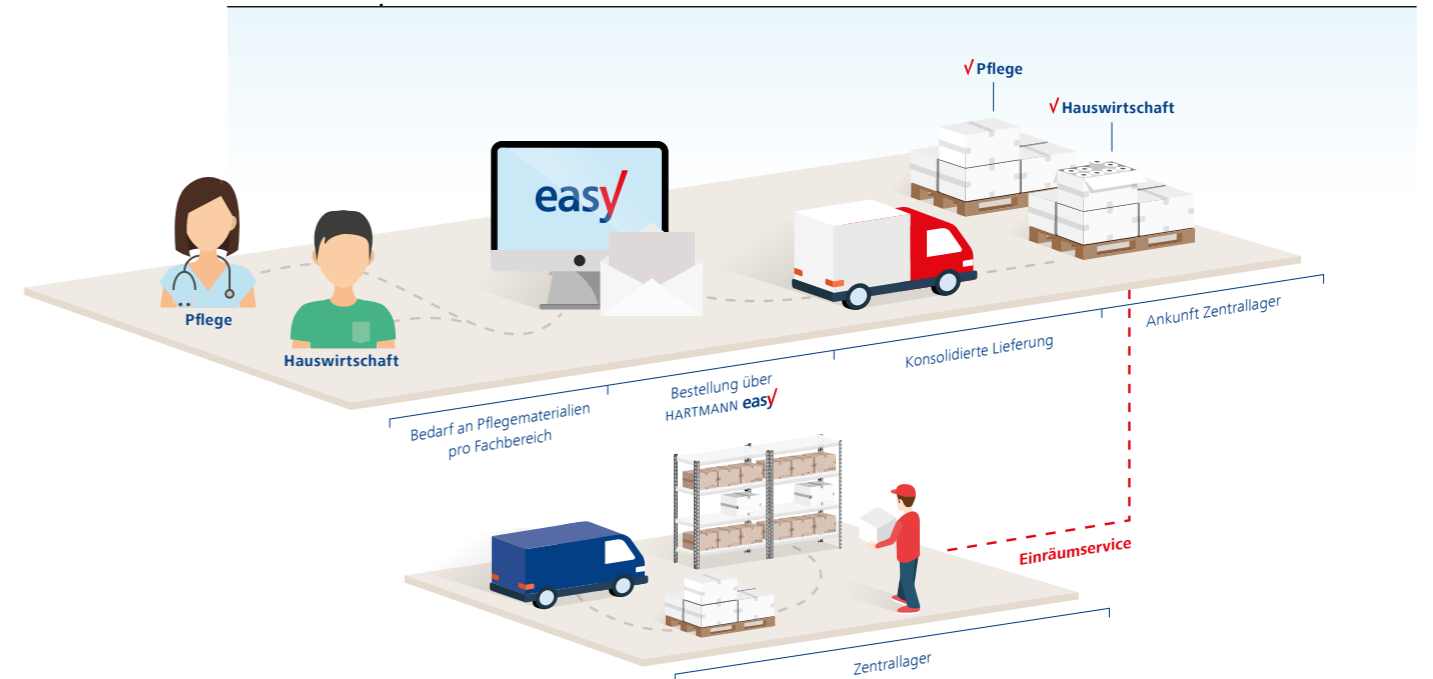 √ Pflege
√ Hauswirtschaft
easy
Pflege
Hauswirtschaft
Bedarf an Pflegematerialien
pro Fachbereich
Bestellung über
HARTMANN easy
Konsolidierte Lieferung
Ankunft Zentrallager
Einräumservice
Zentrallager